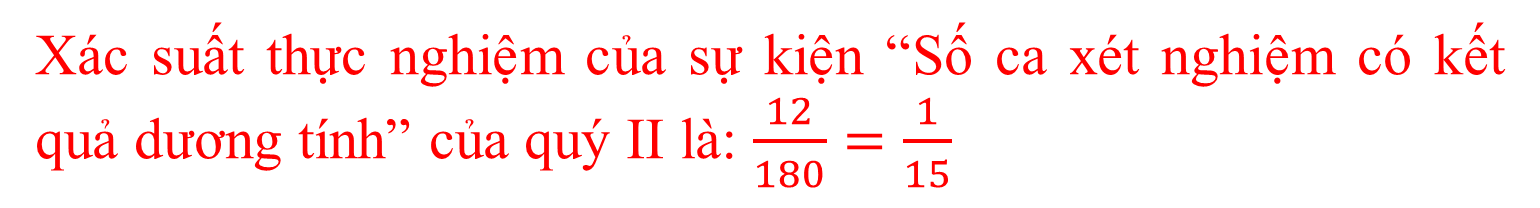 Xác suất thực nghiệm của sự kiện “Số ca xét nghiệm có kết
quả dương tính” của quý II là: 12/180 = 1/15